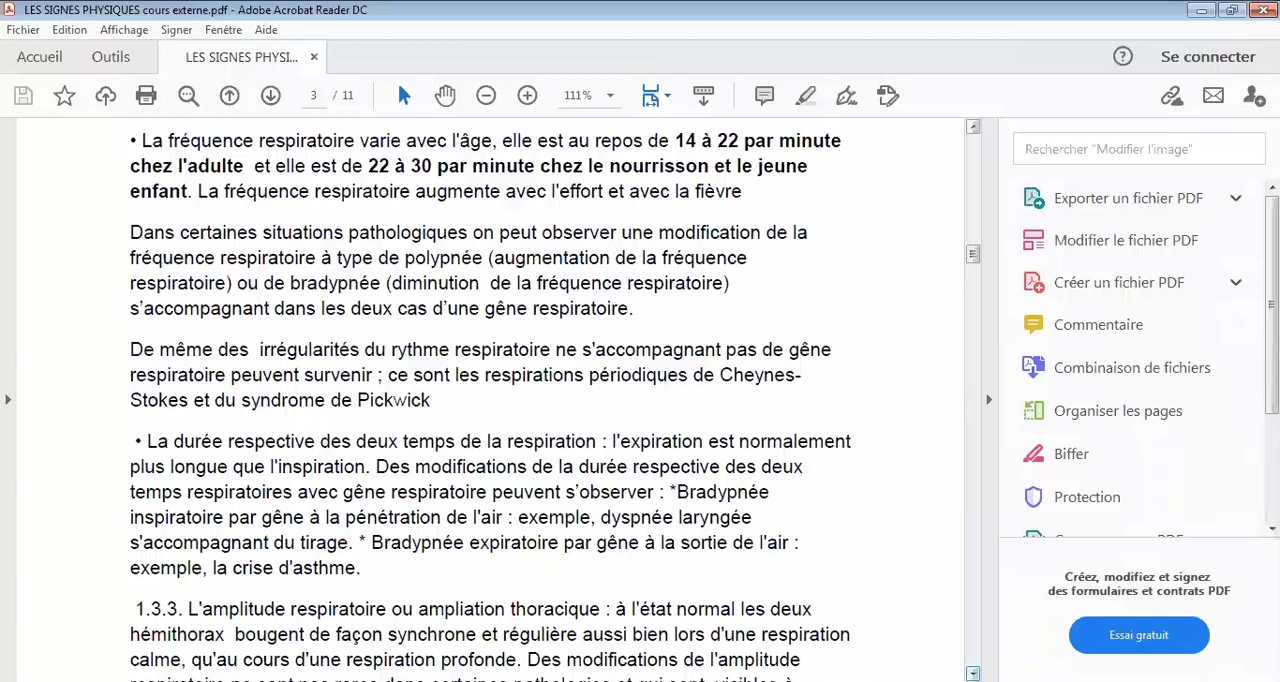 LES SIGNES PHYSIQUES cours externe.pdf - Adobe Acrobat Reader DC
Fichier Edition Affichage Signer Fenêtre Aide
Accueil Outils LES SIGNES PHYSI... × Se connecter
3 / 11 111%
• La fréquence respiratoire varie avec l'âge, elle est au repos de 14 à 22 par minute
chez l'adulte et elle est de 22 à 30 par minute chez le nourrisson et le jeune
enfant. La fréquence respiratoire augmente avec l'effort et avec la fièvre
Dans certaines situations pathologiques on peut observer une modification de la
fréquence respiratoire à type de polypnée (augmentation de la fréquence
respiratoire) ou de bradypnée (diminution de la fréquence respiratoire)
s'accompagnant dans les deux cas d'une gêne respiratoire.
De même des irrégularités du rythme respiratoire ne s'accompagnant pas de gêne
respiratoire peuvent survenir ; ce sont les respirations périodiques de Cheynes-
Stokes et du syndrome de Pickwick
• La durée respective des deux temps de la respiration : l'expiration est normalement
plus longue que l'inspiration. Des modifications de la durée respective des deux
temps respiratoires avec gêne respiratoire peuvent s'observer : *Bradypnée
inspiratoire par gêne à la pénétration de l'air : exemple, dyspnée laryngée
s'accompagnant du tirage. * Bradypnée expiratoire par gêne à la sortie de l'air :
exemple, la crise d'asthme.
1.3.3. L'amplitude respiratoire ou ampliation thoracique : à l'état normal les deux
hémithorax bougent de façon synchrone et régulière aussi bien lors d'une respiration
calme, qu'au cours d'une respiration profonde. Des modifications de l'amplitude
respiratoire ne sont pas rares dans certaines pathologies et qui sont visibles à
Rechercher "Modifier l'image"
Exporter un fichier PDF
Modifier le fichier PDF
Créer un fichier PDF
Commentaire
Combinaison de fichiers
Organiser les pages
Biffer
Protection
Créez, modifiez et signez
des formulaires et contrats PDF
Essai gratuit